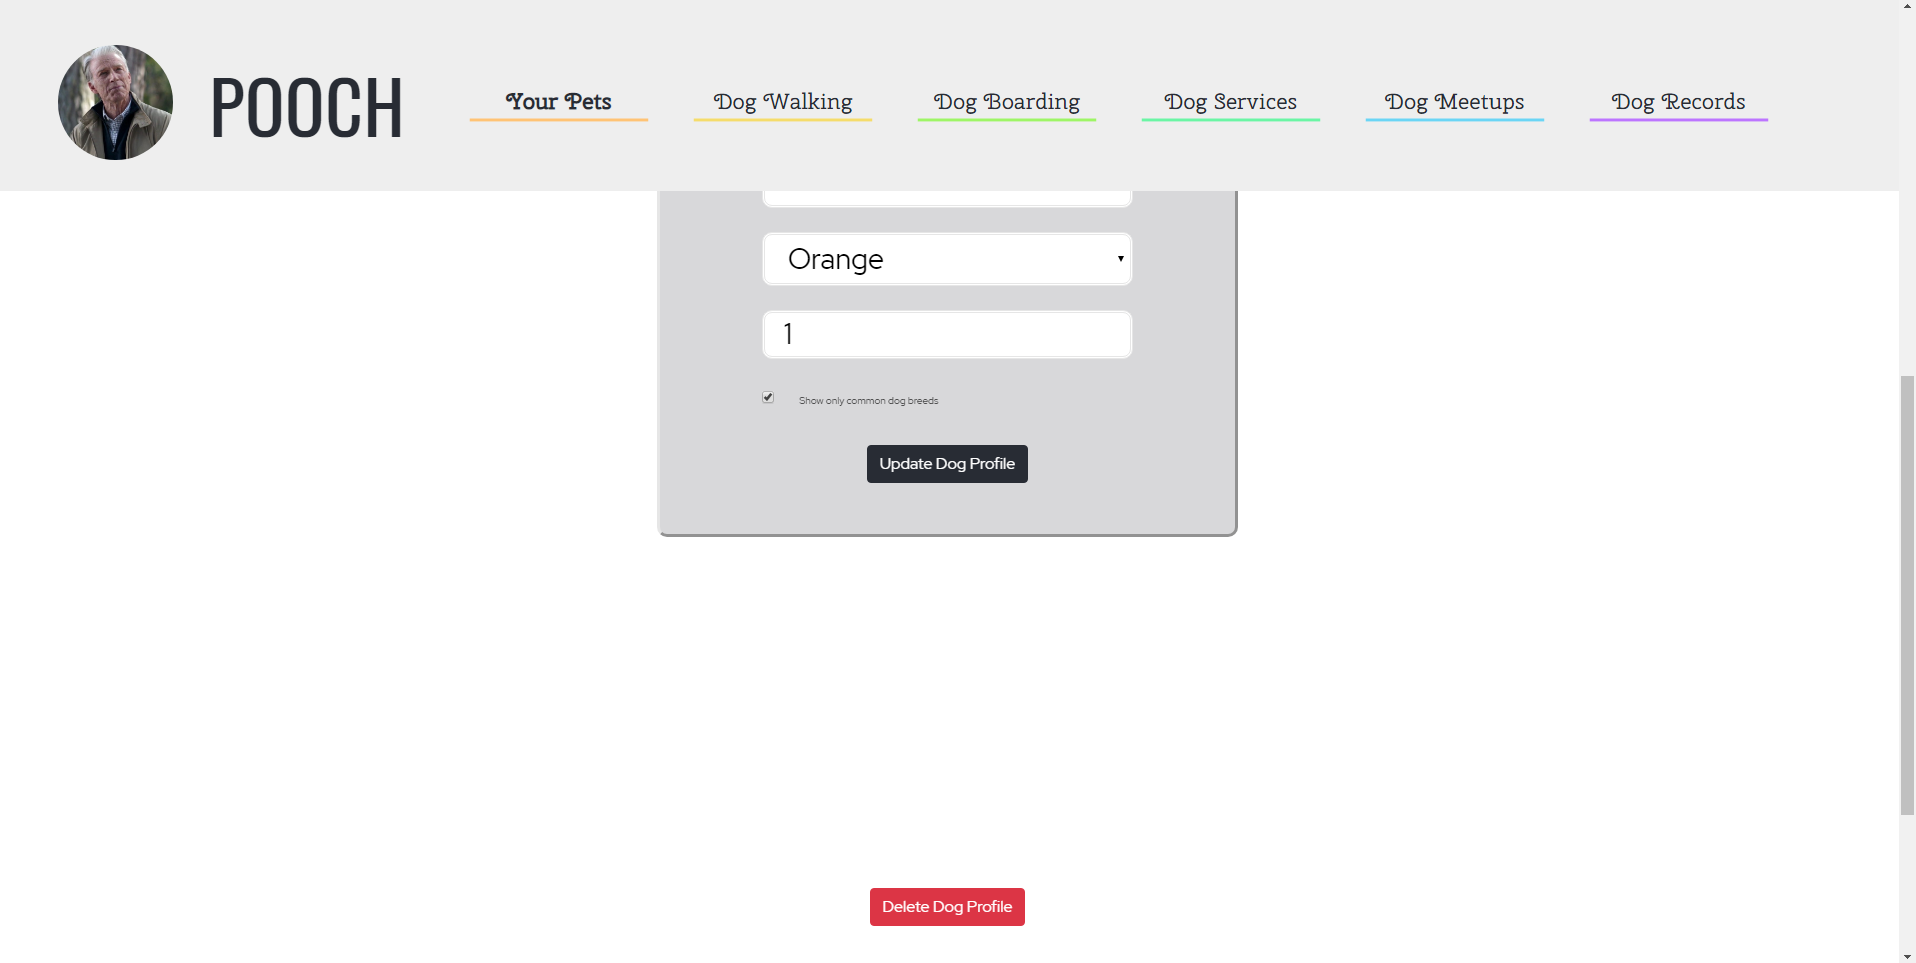 POOCH
Your Pets
Dog Walking
Dog Boarding
Dog Services
Dog Meetups
Dog Records
Orange
1
Show only common dog breeds
Update Dog Profile
Delete Dog Profile